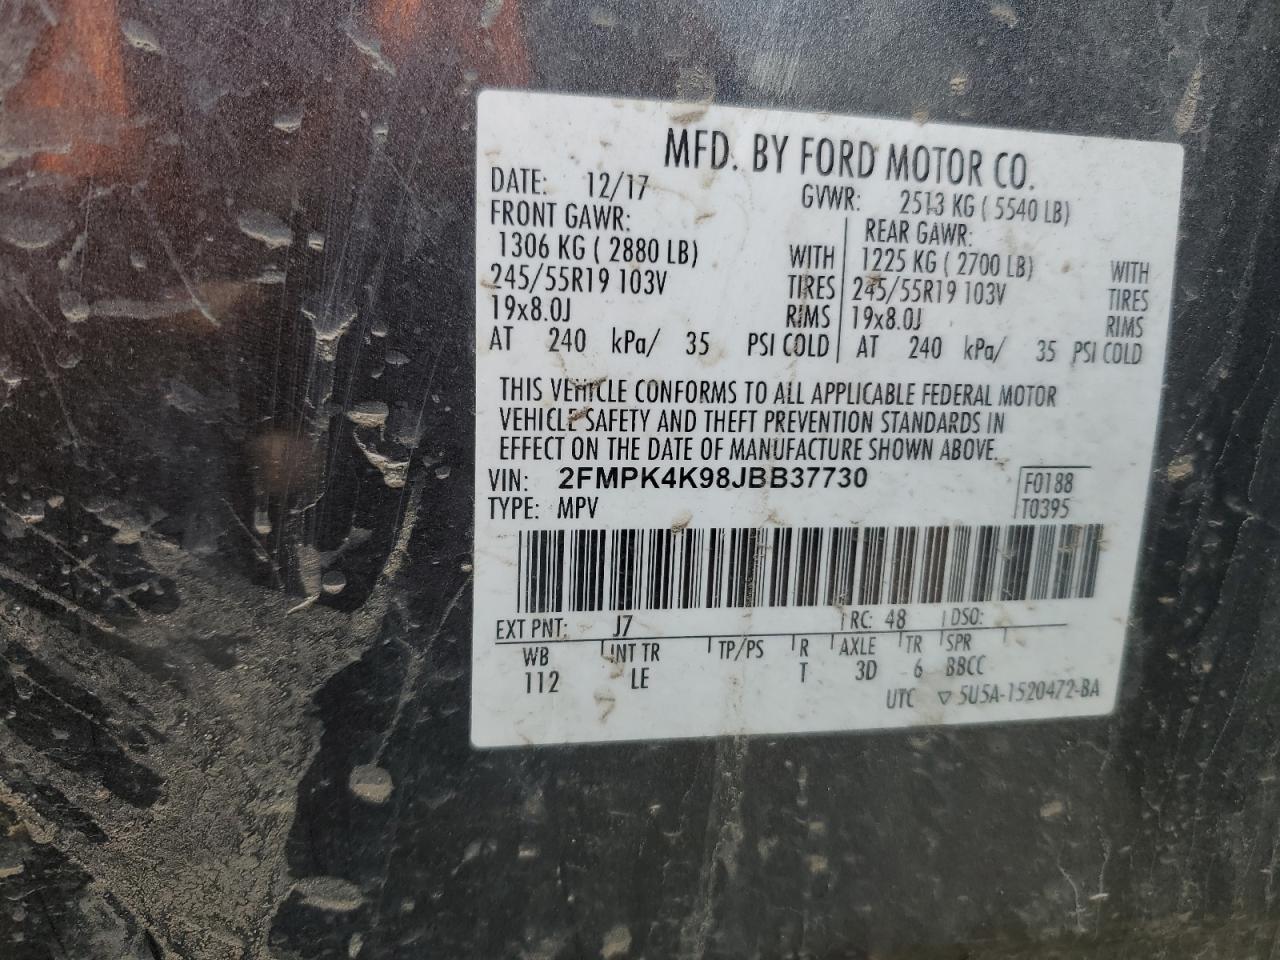 MFD. BY FORD MOTOR CO.
DATE: 12/17 GVWR: 2513 KG ( 5540 LB)
FRONT GAWR: REAR GAWR:
1306 KG ( 2880 LB) WITH 1225 KG ( 2700 LB) WITH
245/55R19 103V TIRES 245/55R19 103V TIRES
19x8.0J RIMS 19x8.0J RIMS
AT 240 kPa/ 35 PSI COLD AT 240 kPa/ 35 PSI COLD
THIS VEHICLE CONFORMS TO ALL APPLICABLE FEDERAL MOTOR
VEHICLE SAFETY AND THEFT PREVENTION STANDARDS IN
EFFECT ON THE DATE OF MANUFACTURE SHOWN ABOVE.
VIN: 2FMPK4K98JBB37730 F0188
TYPE: MPV T0395
EXT PNT: J7 RC: 48 DSO:
WB INT TR TP/PS R AXLE TR SPR
112 LE T 3D 6 BBCC
UTC ▽ 5U5A-1520472-BA